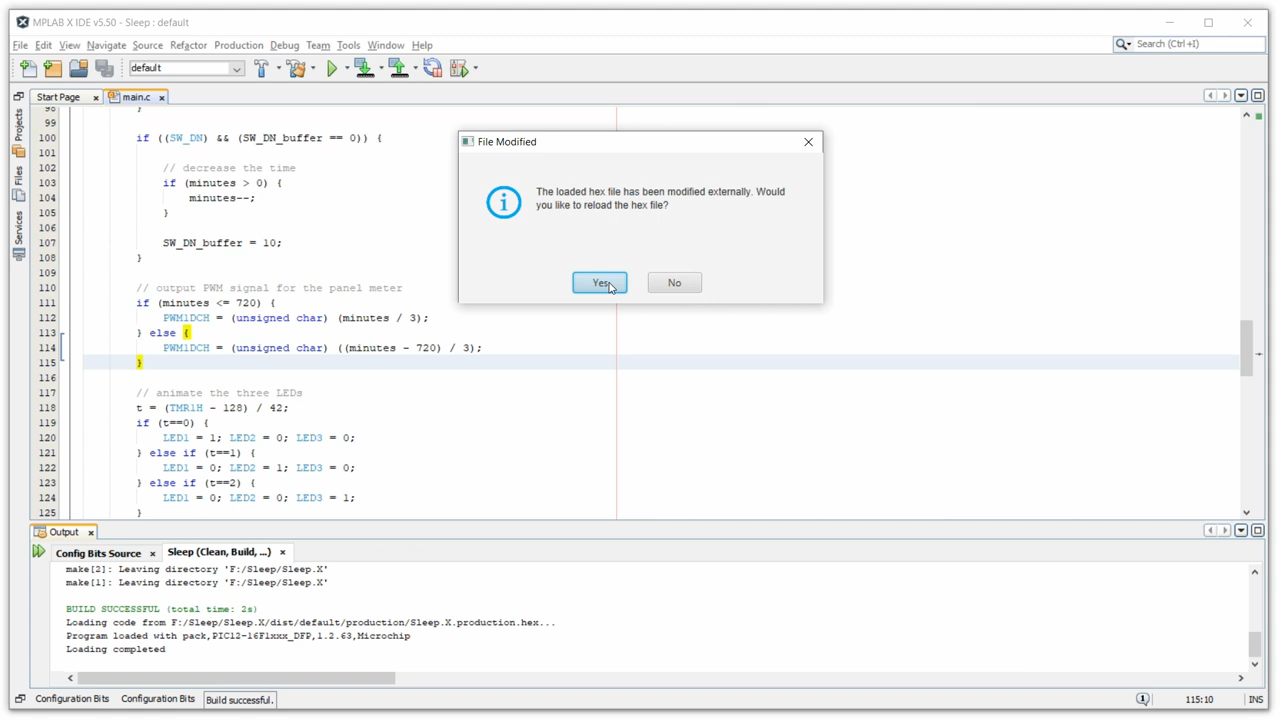 MPLAB X IDE v5.50 - Sleep : default
File Edit View Navigate Source Refactor Production Debug Team Tools Window Help
Search (Ctrl+I)
default
Start Page
main.c
Projects
Files
Services
98 }
99
100 if ((SW_DN) && (SW_DN_buffer == 0)) {
101
102 // decrease the time
103 if (minutes > 0) {
104 minutes--;
105 }
106
107 SW_DN_buffer = 10;
108 }
109
110 // output PWM signal for the panel meter
111 if (minutes <= 720) {
112 PWM1DCH = (unsigned char) (minutes / 3);
113 } else {
114 PWM1DCH = (unsigned char) ((minutes - 720) / 3);
115 }
116
117 // animate the three LEDs
118 t = (TMR1H - 128) / 42;
119 if (t==0) {
120 LED1 = 1; LED2 = 0; LED3 = 0;
121 } else if (t==1) {
122 LED1 = 0; LED2 = 1; LED3 = 0;
123 } else if (t==2) {
124 LED1 = 0; LED2 = 0; LED3 = 1;
125 }
File Modified
The loaded hex file has been modified externally. Would
you like to reload the hex file?
Yes
No
Output
Config Bits Source
Sleep (Clean, Build, ...)
make[2]: Leaving directory 'F:/Sleep/Sleep.X'
make[1]: Leaving directory 'F:/Sleep/Sleep.X'
BUILD SUCCESSFUL (total time: 2s)
Loading code from F:/Sleep/Sleep.X/dist/default/production/Sleep.X.production.hex...
Program loaded with pack,PIC12-16F1xxx_DFP,1.2.63,Microchip
Loading completed
Configuration Bits
Configuration Bits
Build successful.
1
115:10
INS